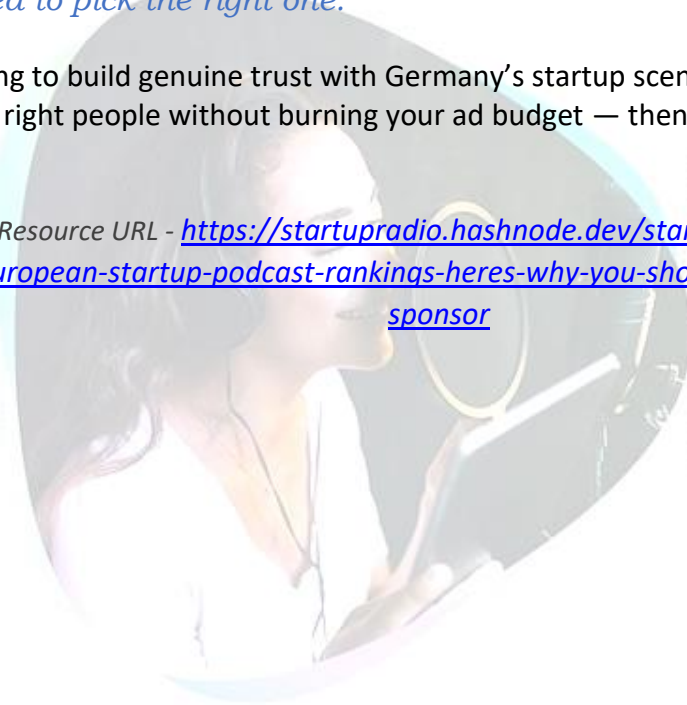 to pick the right one.
ng to build genuine trust with Germany’s startup scen
right people without burning your ad budget — then
Resource URL - https://startupradio.hashnode.dev/star
uropean-startup-podcast-rankings-heres-why-you-sho
sponsor